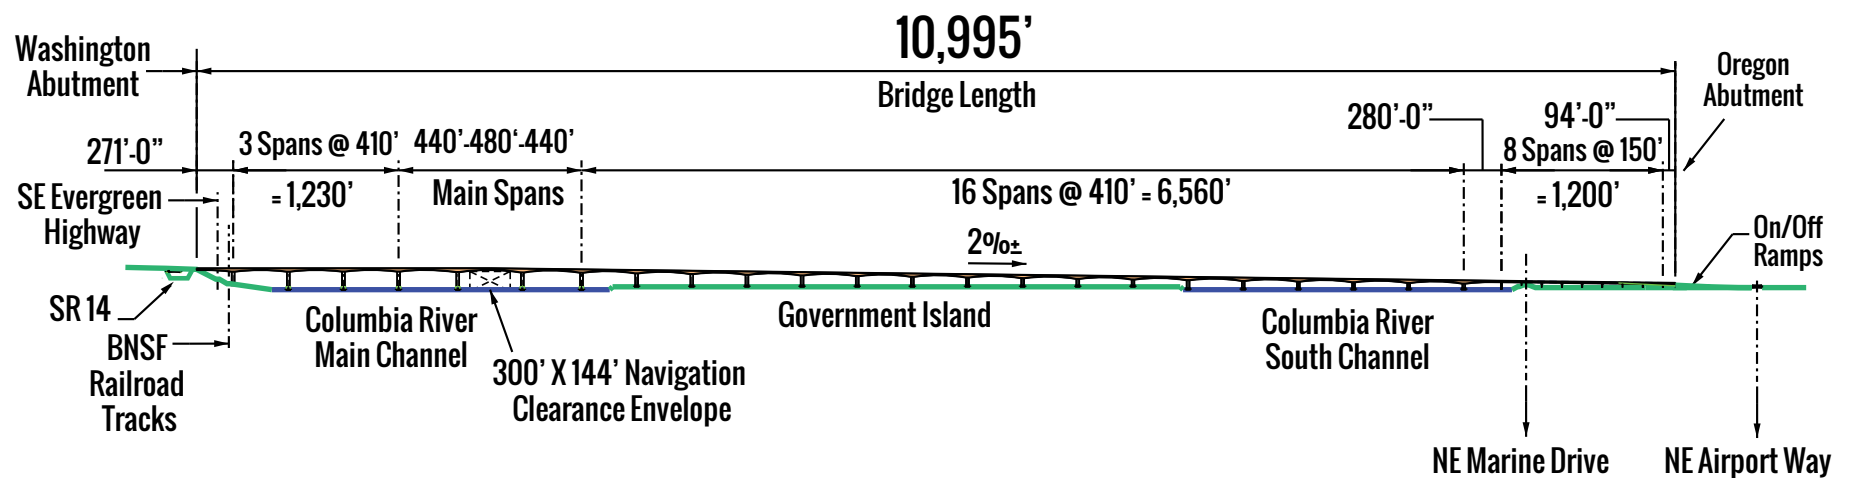 10,995’
Bridge Length
Washington
Abutment
Oregon
Abutment
271’-0”
3 Spans @ 410’
= 1,230’
440’-480‘-440’
Main Spans
16 Spans @ 410’ = 6,560’
280’-0”
94’-0”
8 Spans @ 150’
= 1,200’
SE Evergreen
Highway
2%±
On/Off
Ramps
SR 14
BNSF
Railroad
Tracks
Columbia River
Main Channel
300’ X 144’ Navigation
Clearance Envelope
Government Island
Columbia River
South Channel
NE Marine Drive
NE Airport Way